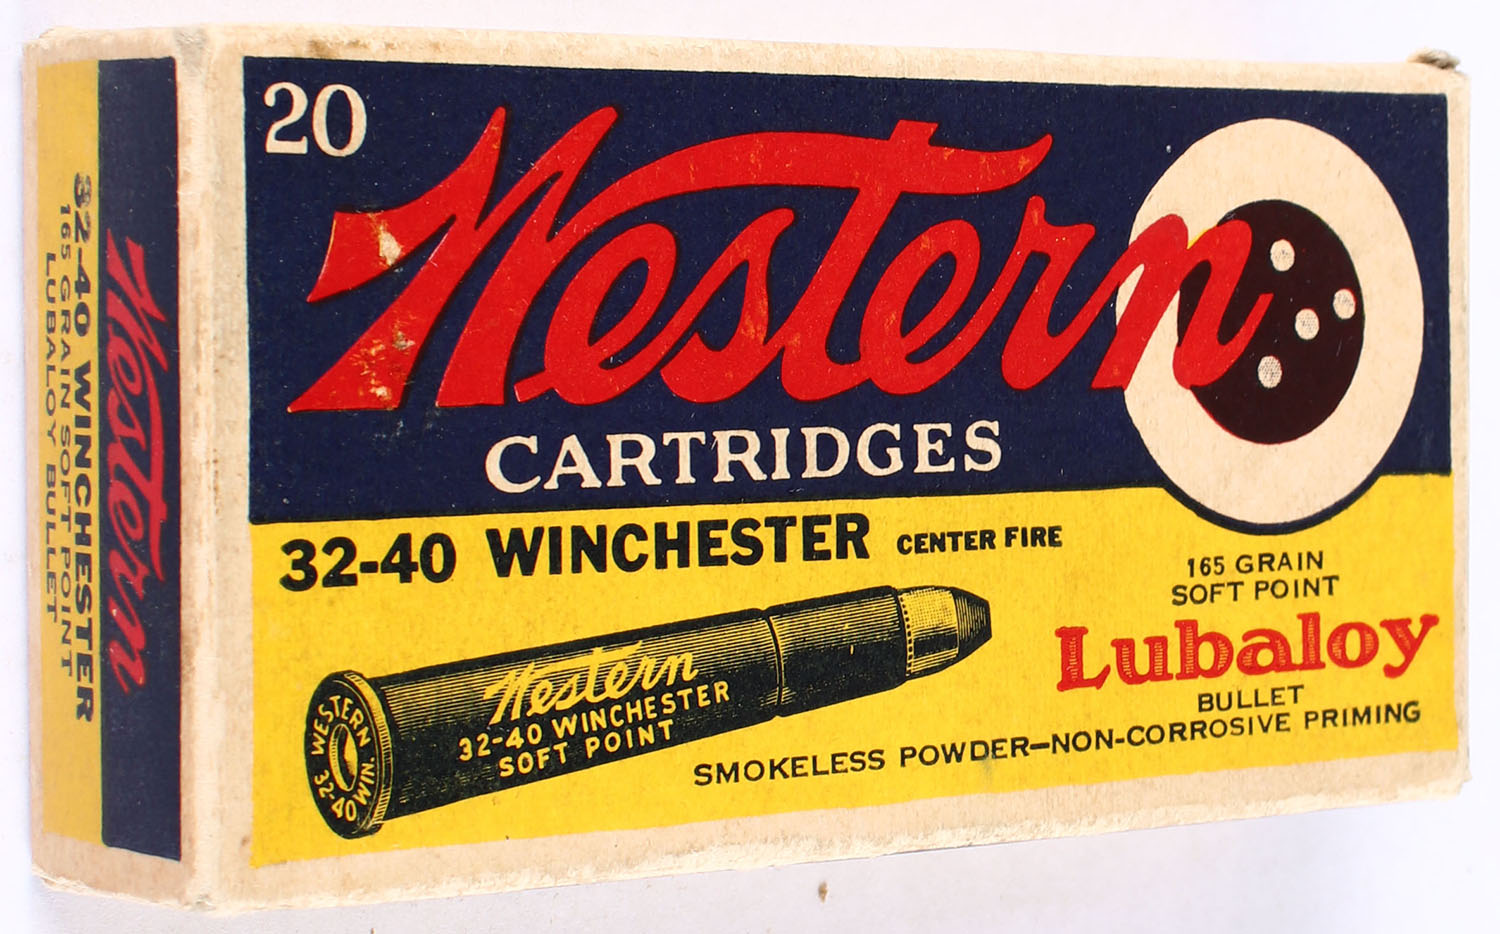 20
Western
CARTRIDGES
32-40 WINCHESTER CENTER FIRE
165 GRAIN
SOFT POINT
Lubaloy
BULLET
SMOKELESS POWDER—NON-CORROSIVE PRIMING
Western
32-40 WINCHESTER
SOFT POINT
WESTERN
32-40 WIN.
Western
32-40 WINCHESTER
165 GRAIN SOFT POINT
LUBALOY BULLET